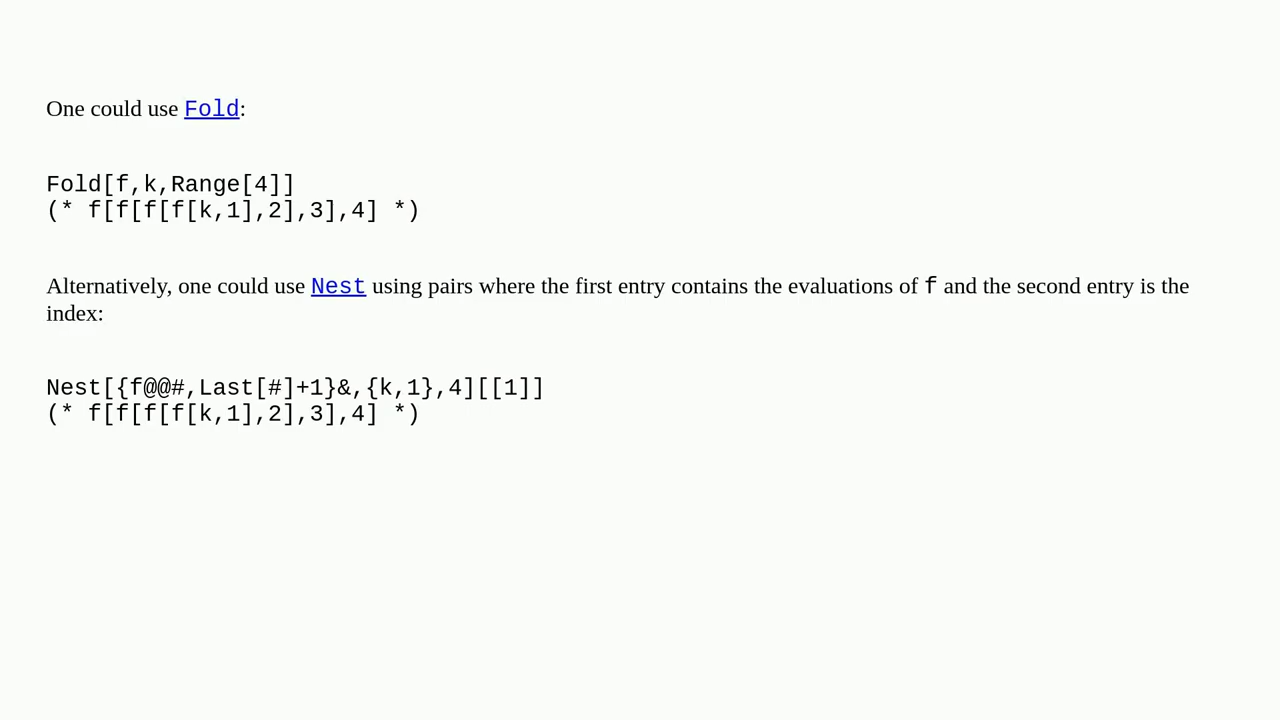 One could use Fold:
Fold[f,k,Range[4]]
(* f[f[f[f[k,1],2],3],4] *)
Alternatively, one could use Nest using pairs where the first entry contains the evaluations of f and the second entry is the
index:
Nest[{f@@#,Last[#]+1}&,{k,1},4][[1]]
(* f[f[f[f[k,1],2],3],4] *)